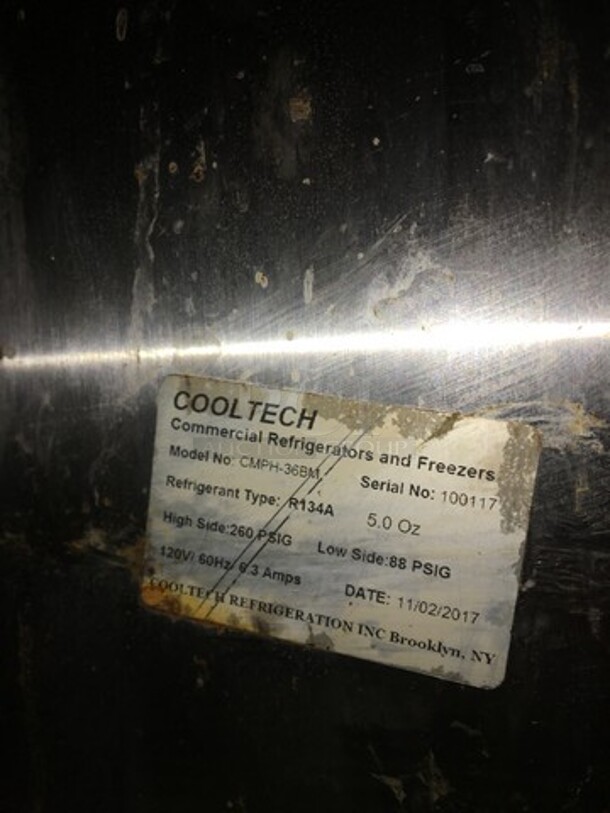 COOLTECH
Commercial Refrigerators and Freezers
Model No: CMPH-36BM Serial No: 100117
Refrigerant Type: R134A 5.0 Oz
High Side:260 PSIG Low Side:88 PSIG
120V/ 60Hz/ 6.3 Amps DATE: 11/02/2017
COOLTECH REFRIGERATION INC Brooklyn, NY